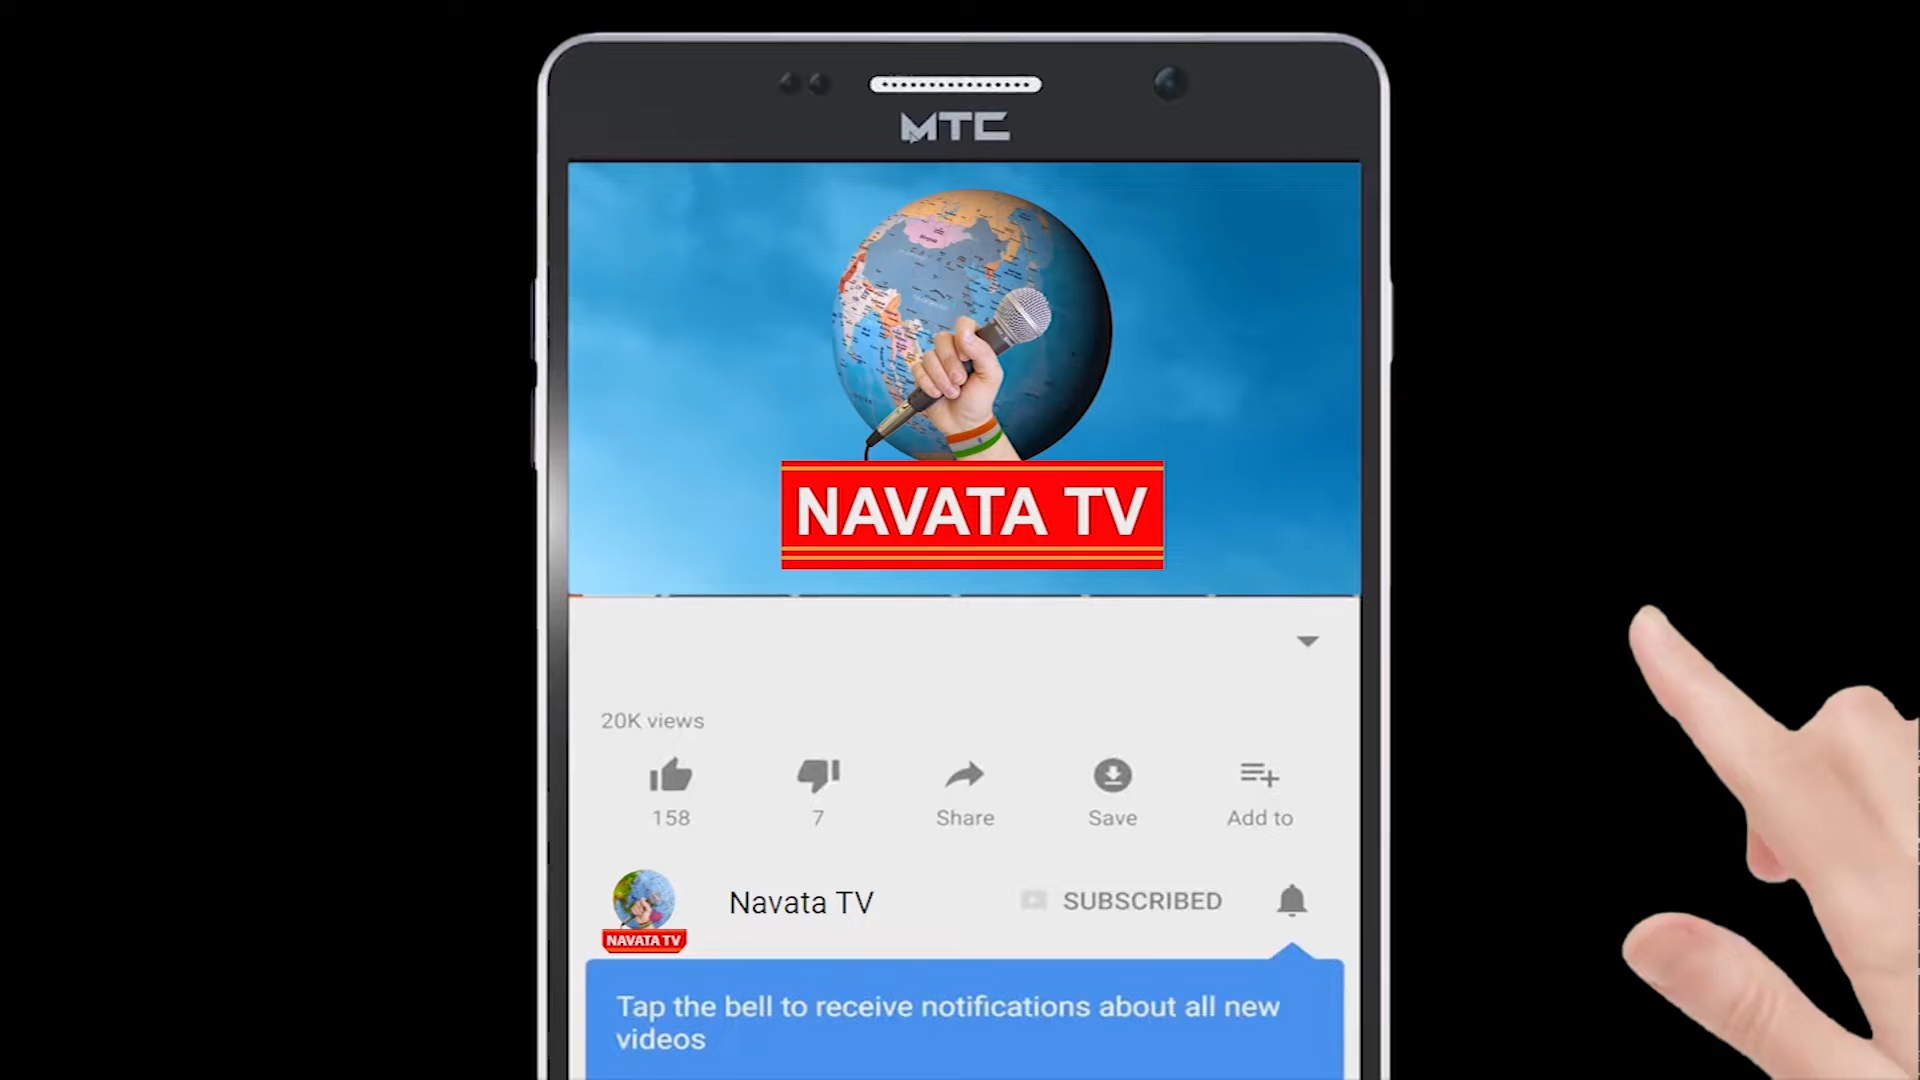 MTC
NAVATA TV
20K views
158
7
Share
Save
Add to
NAVATA TV
Navata TV
SUBSCRIBED
Tap the bell to receive notifications about all new
videos